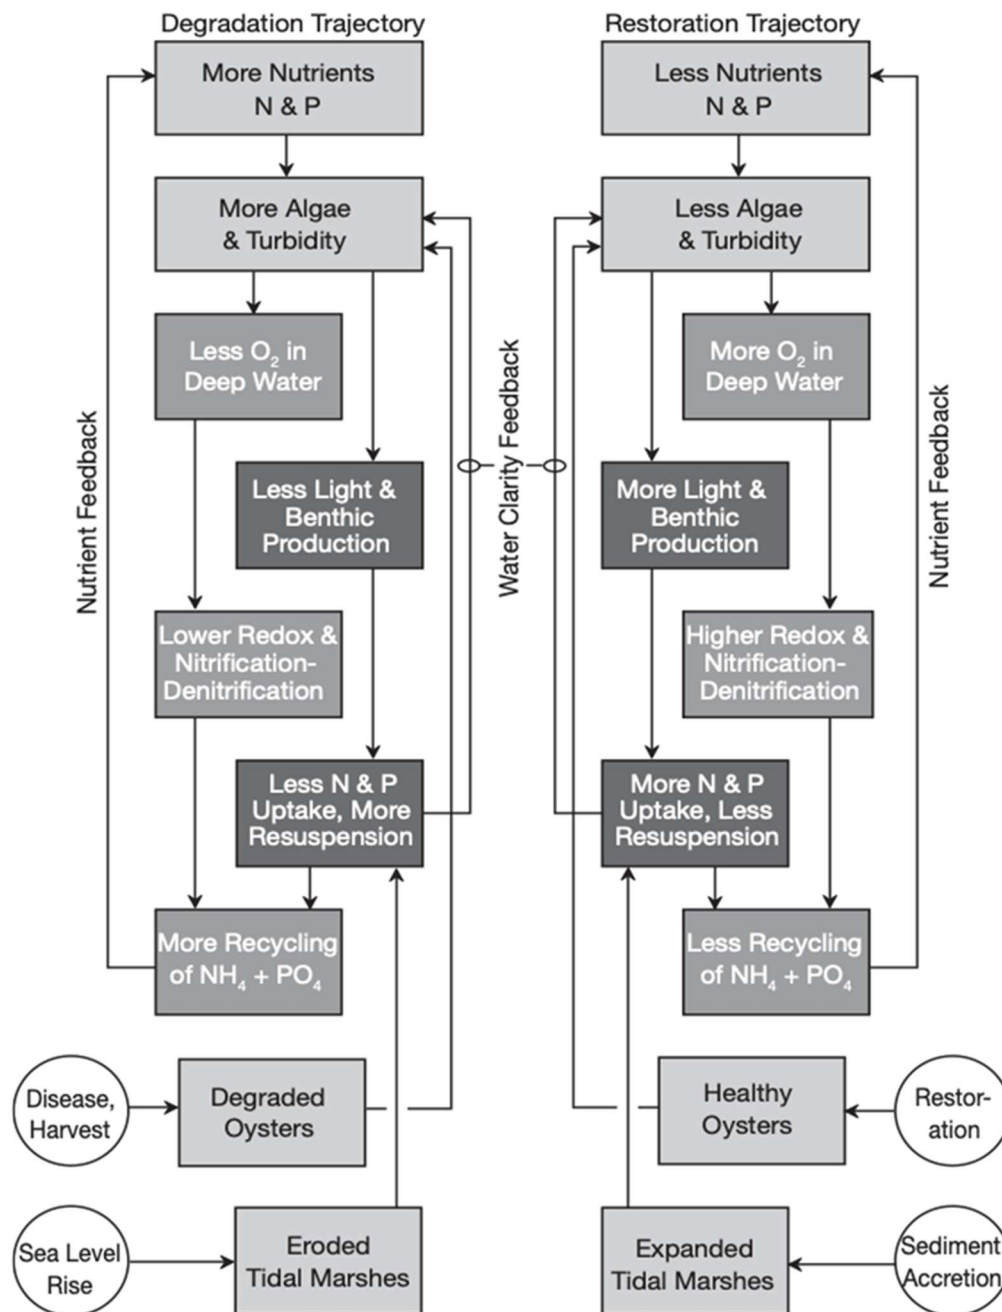 Degradation Trajectory
More Nutrients
N & P
More Algae
& Turbidity
Less O₂ in
Deep Water
Less Light &
Benthic
Production
Lower Redox &
Nitrification-
Denitrification
Less N & P
Uptake, More
Resuspension
More Recycling
of NH₄ + PO₄
Nutrient Feedback
Disease,
Harvest
Degraded
Oysters
Sea Level
Rise
Eroded
Tidal Marshes
Water Clarity Feedback
Restoration Trajectory
Less Nutrients
N & P
Less Algae
& Turbidity
More O₂ in
Deep Water
More Light &
Benthic
Production
Higher Redox &
Nitrification-
Denitrification
More N & P
Uptake, Less
Resuspension
Less Recycling
of NH₄ + PO₄
Nutrient Feedback
Healthy
Oysters
Restor-
ation
Expanded
Tidal Marshes
Sediment
Accretion